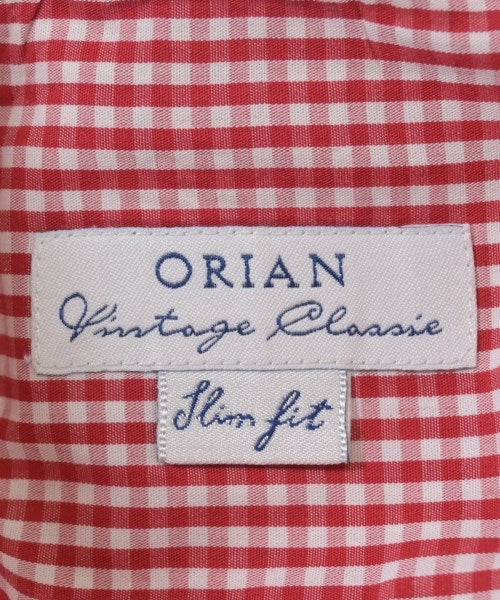 ORIAN
Vintage Classic
Slim fit